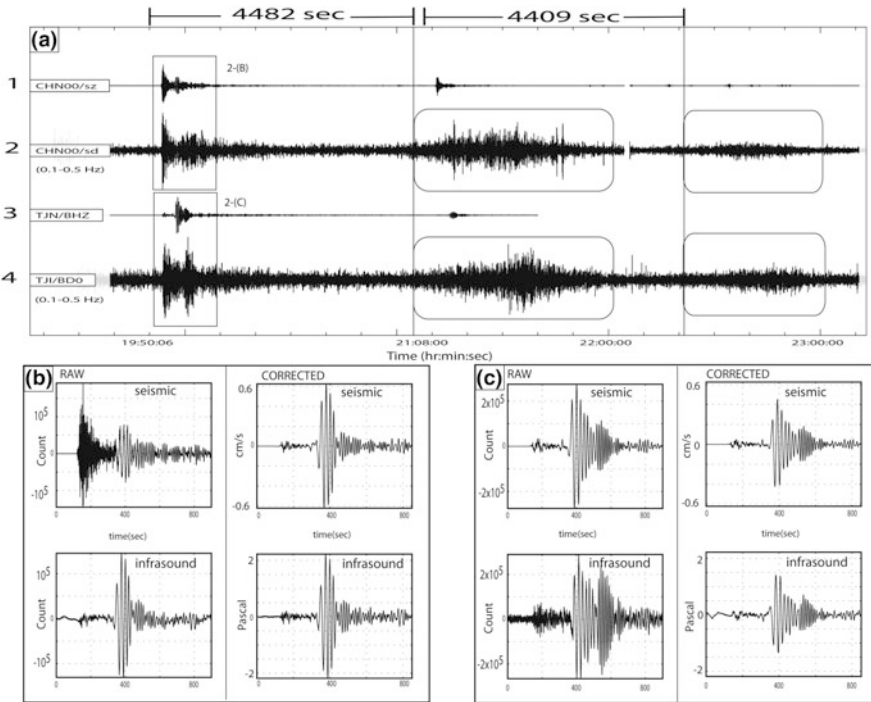 4482 sec 4409 sec
(a)
1 CHN00/sz 2-(B)
2 CHN00/sd
(0.1-0.5 Hz)
3 TJN/BHZ 2-(C)
4 TJI/BD0
(0.1-0.5 Hz)
19:50:06 21:08:00 22:00:00 23:00:00
Time (hr:min:sec)
(b) RAW CORRECTED
seismic seismic
10⁵ 0 -10⁵ Count
0.6 0 -0.6 cm/s
0 400 800 0 400 800
time(sec) time(sec)
infrasound infrasound
10⁵ 0 -10⁵ Count
2 0 -2 Pascal
0 400 800 0 400 800
(c) RAW CORRECTED
seismic seismic
2x10⁵ 0 -2x10⁵ Count
0.6 0 -0.6 cm/s
0 400 800 0 400 800
time(sec) time(sec)
infrasound infrasound
2x10⁵ 0 -2x10⁵ Count
2 0 -2 Pascal
0 400 800 0 400 800